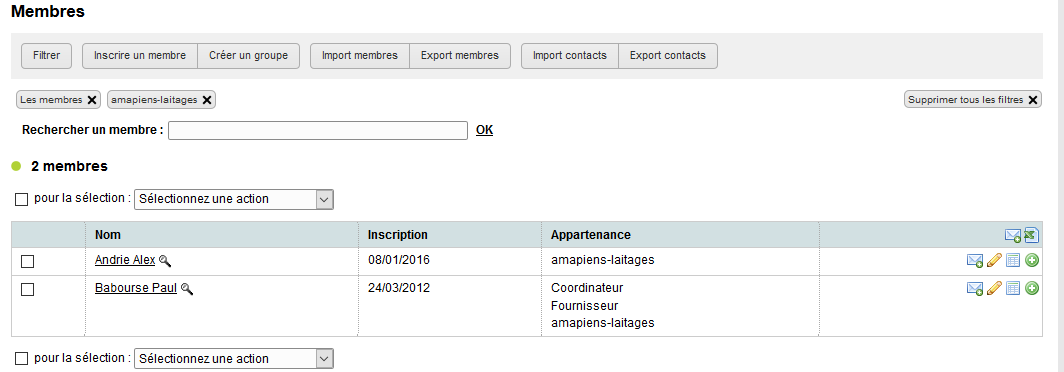 Membres
Filtrer Inscrire un membre Créer un groupe Import membres Export membres Import contacts Export contacts
Les membres amapiens-laitages Supprimer tous les filtres
Rechercher un membre : OK
2 membres
pour la sélection : Sélectionnez une action
Nom Inscription Appartenance
Andrie Alex 08/01/2016 amapiens-laitages
Babourse Paul 24/03/2012 Coordinateur
Fournisseur
amapiens-laitages
pour la sélection : Sélectionnez une action